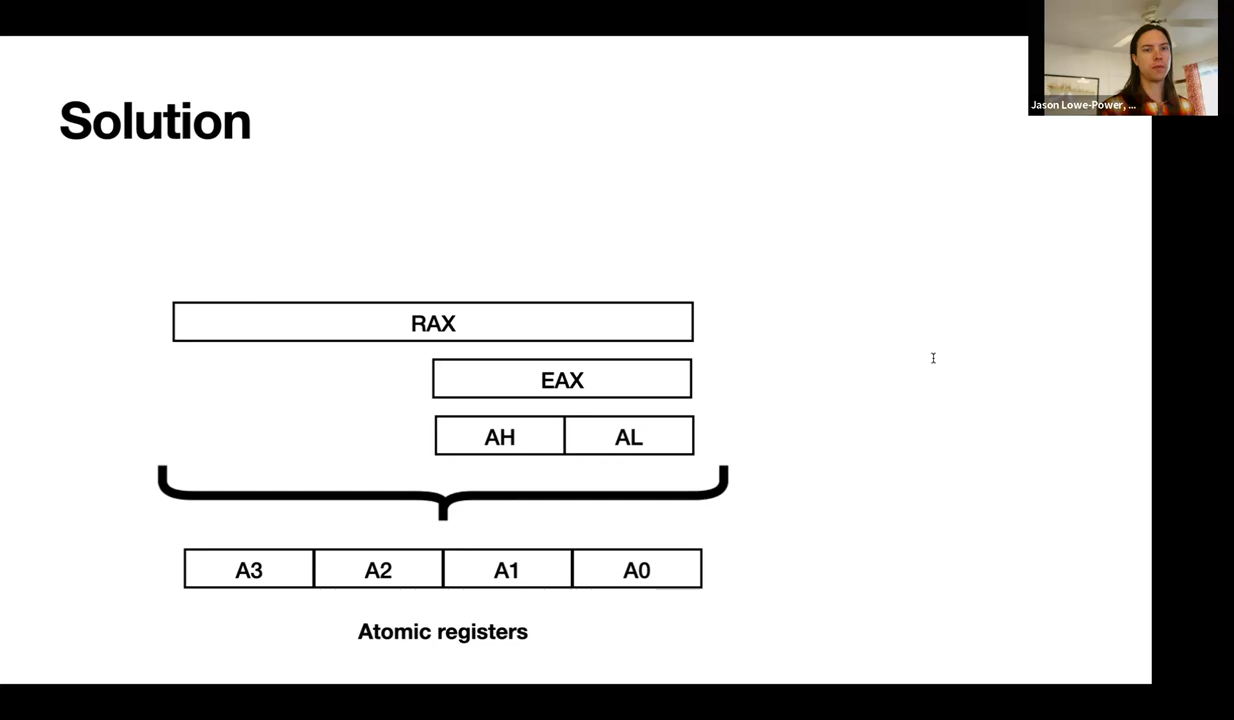 Jason Lowe-Power, ...
Solution
RAX
EAX
AH AL
A3 A2 A1 A0
Atomic registers